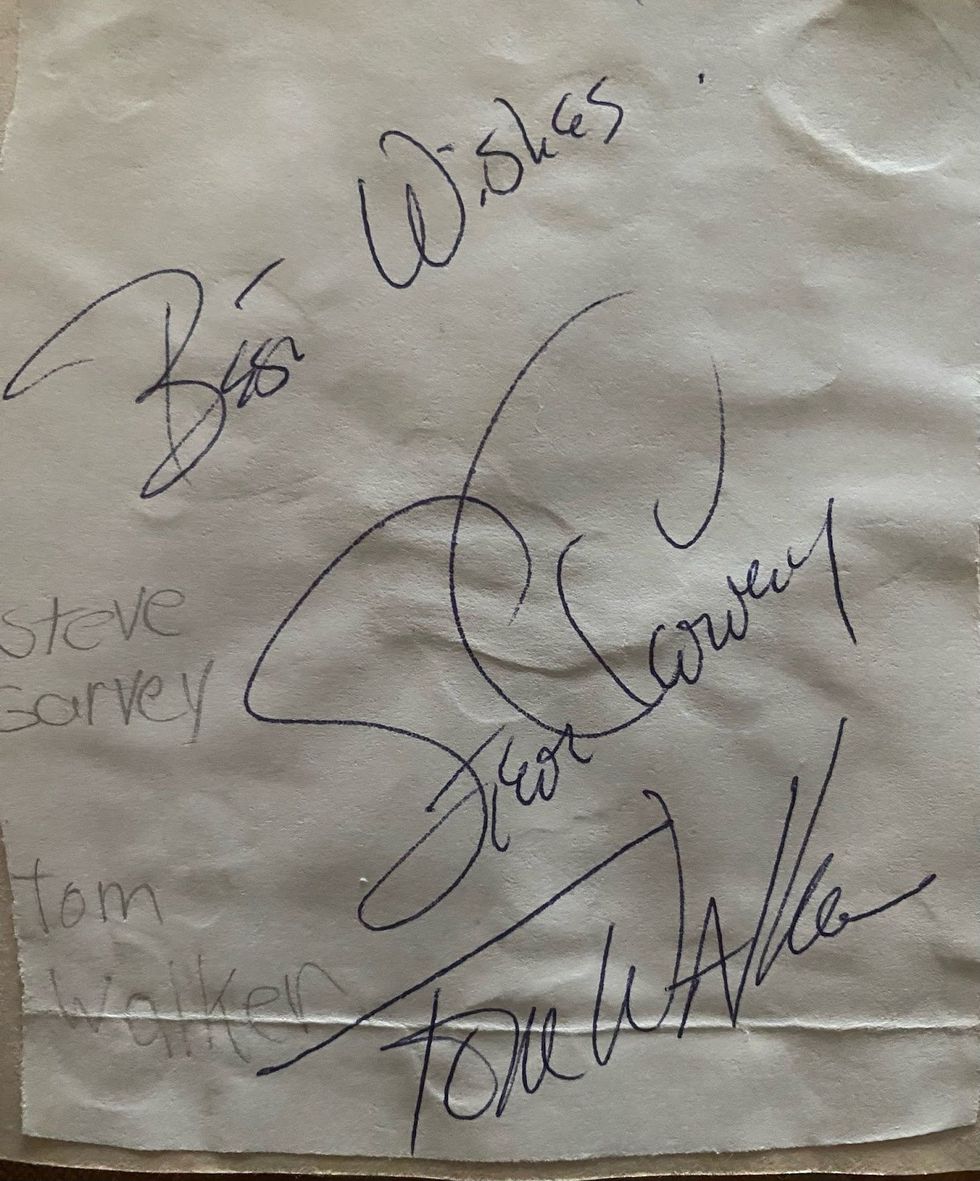 Best Wishes
Steve Garvey
Steve
Garvey
Tom Walker
tom
Walker